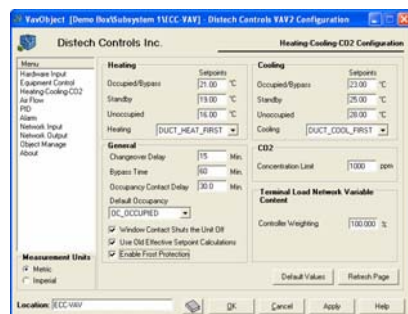 VavObject [Demo Box\Subsystem 1\ECC-VAV] - Distech Controls VAV2 Configuration
Distech Controls Inc.
Heating-Cooling-CO2 Configuration
Menu
Hardware Input
Equipment Control
Heating-Cooling-CO2
Air Flow
PID
Alarm
Network Input
Network Output
Object Manage
About
Measurement Units
Metric
Imperial
Heating
Setpoints
Occupied/Bypass 21.00 °C
Standby 19.00 °C
Unoccupied 16.00 °C
Heating DUCT_HEAT_FIRST
General
Changeover Delay 15 Min.
Bypass Time 60 Min.
Occupancy Contact Delay 30.0 Min.
Default Occupancy
OC_OCCUPIED
Window Contact Shuts the Unit Off
Use Old Effective Setpoint Calculations
Enable Frost Protection
Cooling
Setpoints
Occupied/Bypass 23.00 °C
Standby 25.00 °C
Unoccupied 28.00 °C
Cooling DUCT_COOL_FIRST
CO2
Concentration Limit 1000 ppm
Terminal Load Network Variable
Content
Controller Weighting 100.000 %
Default Values Refresh Page
Location: ECC-VAV
OK Cancel Apply Help